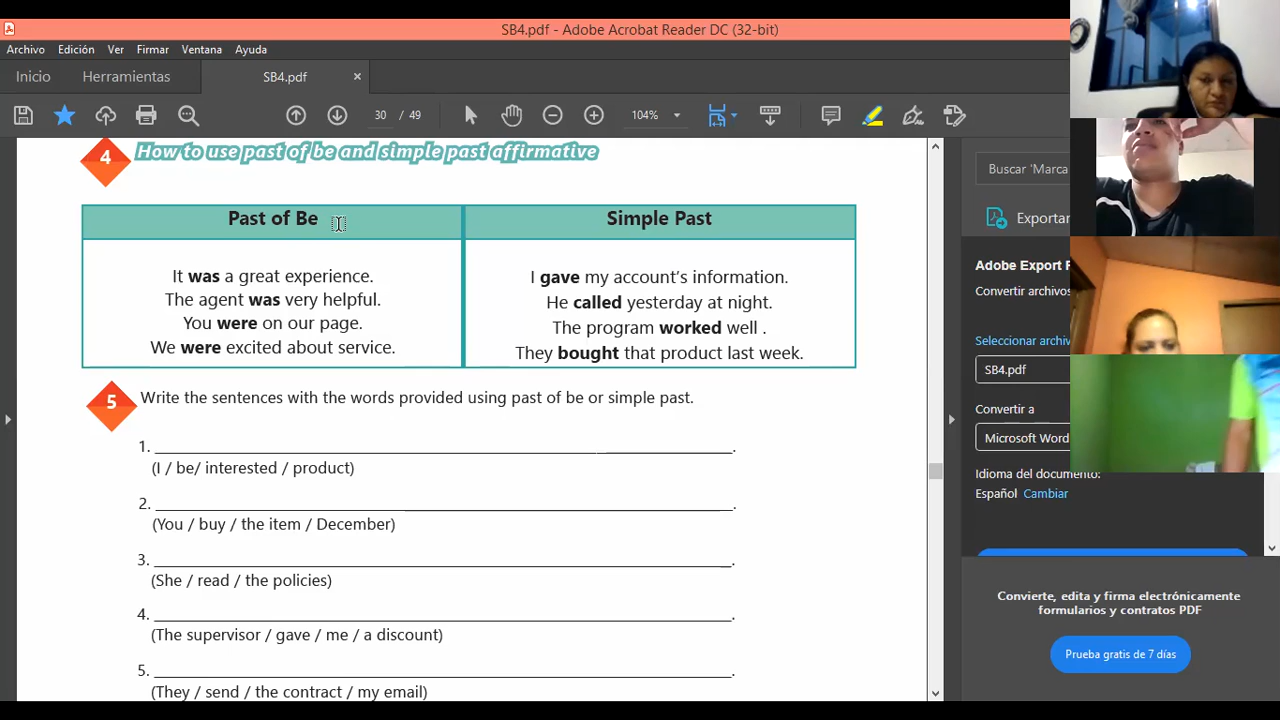 SB4.pdf - Adobe Acrobat Reader DC (32-bit)
Archivo Edición Ver Firmar Ventana Ayuda
Inicio Herramientas SB4.pdf ×
30 / 49 104%
4 How to use past of be and simple past affirmative
Past of Be Simple Past
It was a great experience.
The agent was very helpful.
You were on our page.
We were excited about service.
I gave my account's information.
He called yesterday at night.
The program worked well .
They bought that product last week.
5 Write the sentences with the words provided using past of be or simple past.
1. .
(I / be/ interested / product)
2. .
(You / buy / the item / December)
3. .
(She / read / the policies)
4. .
(The supervisor / gave / me / a discount)
5. .
(They / send / the contract / my email)
Buscar 'Marca
Exportar
Adobe Export
Convertir archivos
Seleccionar archiv
SB4.pdf
Convertir a
Microsoft Word
Idioma del documento:
Español Cambiar
Convierte, edita y firma electrónicamente
formularios y contratos PDF
Prueba gratis de 7 días